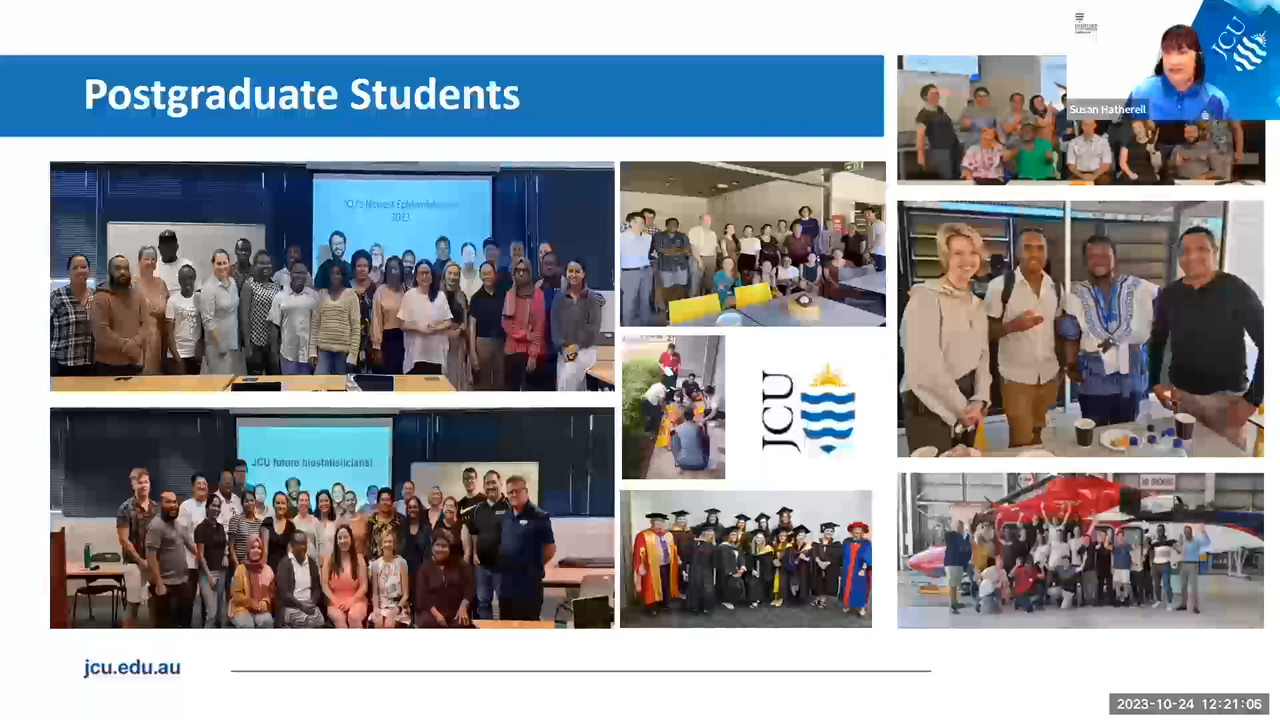 Postgraduate Students
Susan Hatherell
JCU
JCU's Newest Epidemiologists
2023
JCU future biostatisticians!
JCU
jcu.edu.au
2023-10-24 12:21:06